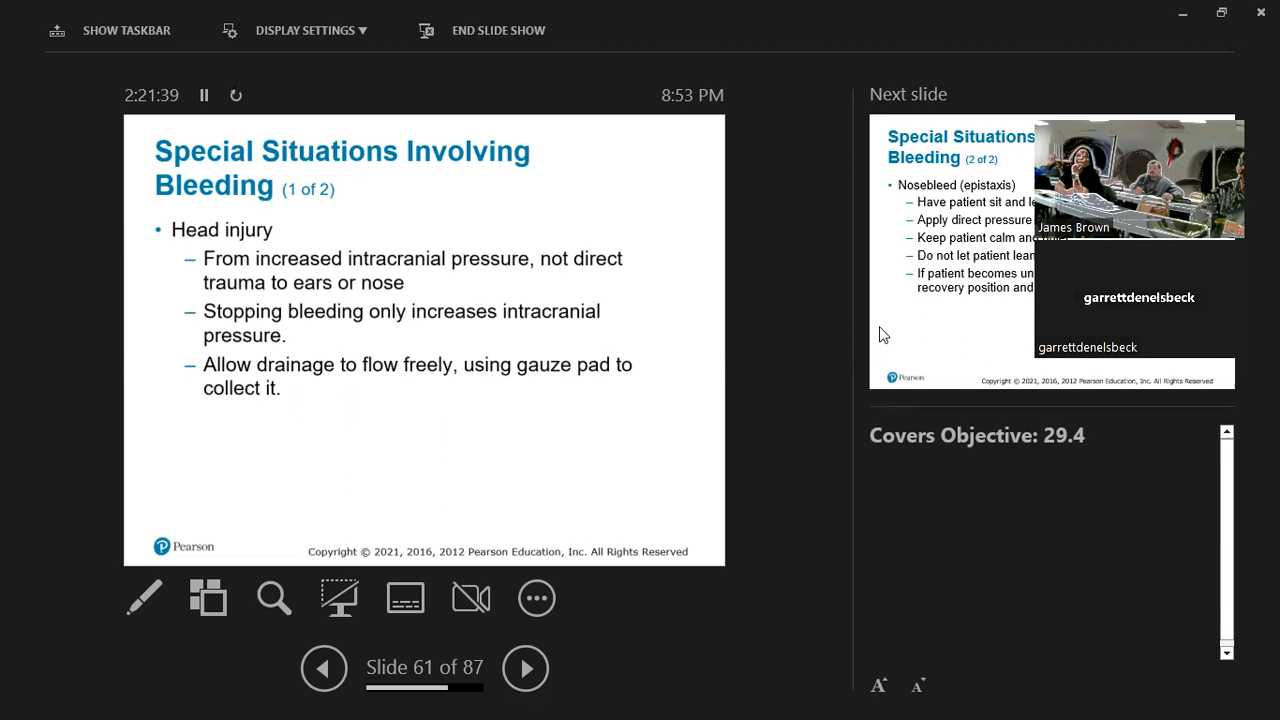 SHOW TASKBAR
DISPLAY SETTINGS ▼
END SLIDE SHOW
2:21:39
8:53 PM
Special Situations Involving
Bleeding (1 of 2)
• Head injury
– From increased intracranial pressure, not direct
trauma to ears or nose
– Stopping bleeding only increases intracranial
pressure.
– Allow drainage to flow freely, using gauze pad to
collect it.
Pearson
Copyright © 2021, 2016, 2012 Pearson Education, Inc. All Rights Reserved
Slide 61 of 87
Next slide
Special Situations
Bleeding (2 of 2)
• Nosebleed (epistaxis)
– Have patient sit and
– Apply direct pressure
– Keep patient calm
– Do not let patient
– If patient becomes
recovery position and
Pearson
Copyright © 2021, 2016, 2012 Pearson Education, Inc. All Rights Reserved
James Brown
garrettdenelsbeck
garrettdenelsbeck
Covers Objective: 29.4
A
A